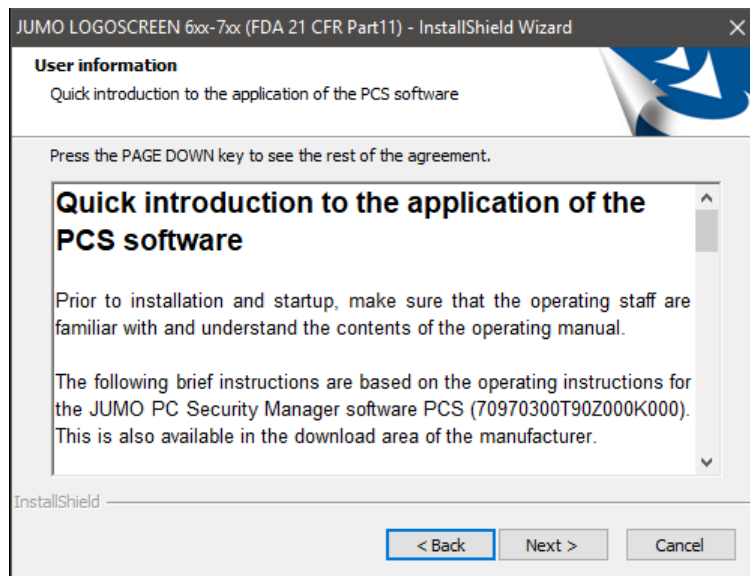 JUMO LOGOSCREEN 6xx-7xx (FDA 21 CFR Part11) - InstallShield Wizard
User information
Quick introduction to the application of the PCS software
Press the PAGE DOWN key to see the rest of the agreement.
Quick introduction to the application of the
PCS software
Prior to installation and startup, make sure that the operating staff are
familiar with and understand the contents of the operating manual.
The following brief instructions are based on the operating instructions for
the JUMO PC Security Manager software PCS (70970300T90Z000K000).
This is also available in the download area of the manufacturer.
InstallShield
< Back
Next >
Cancel